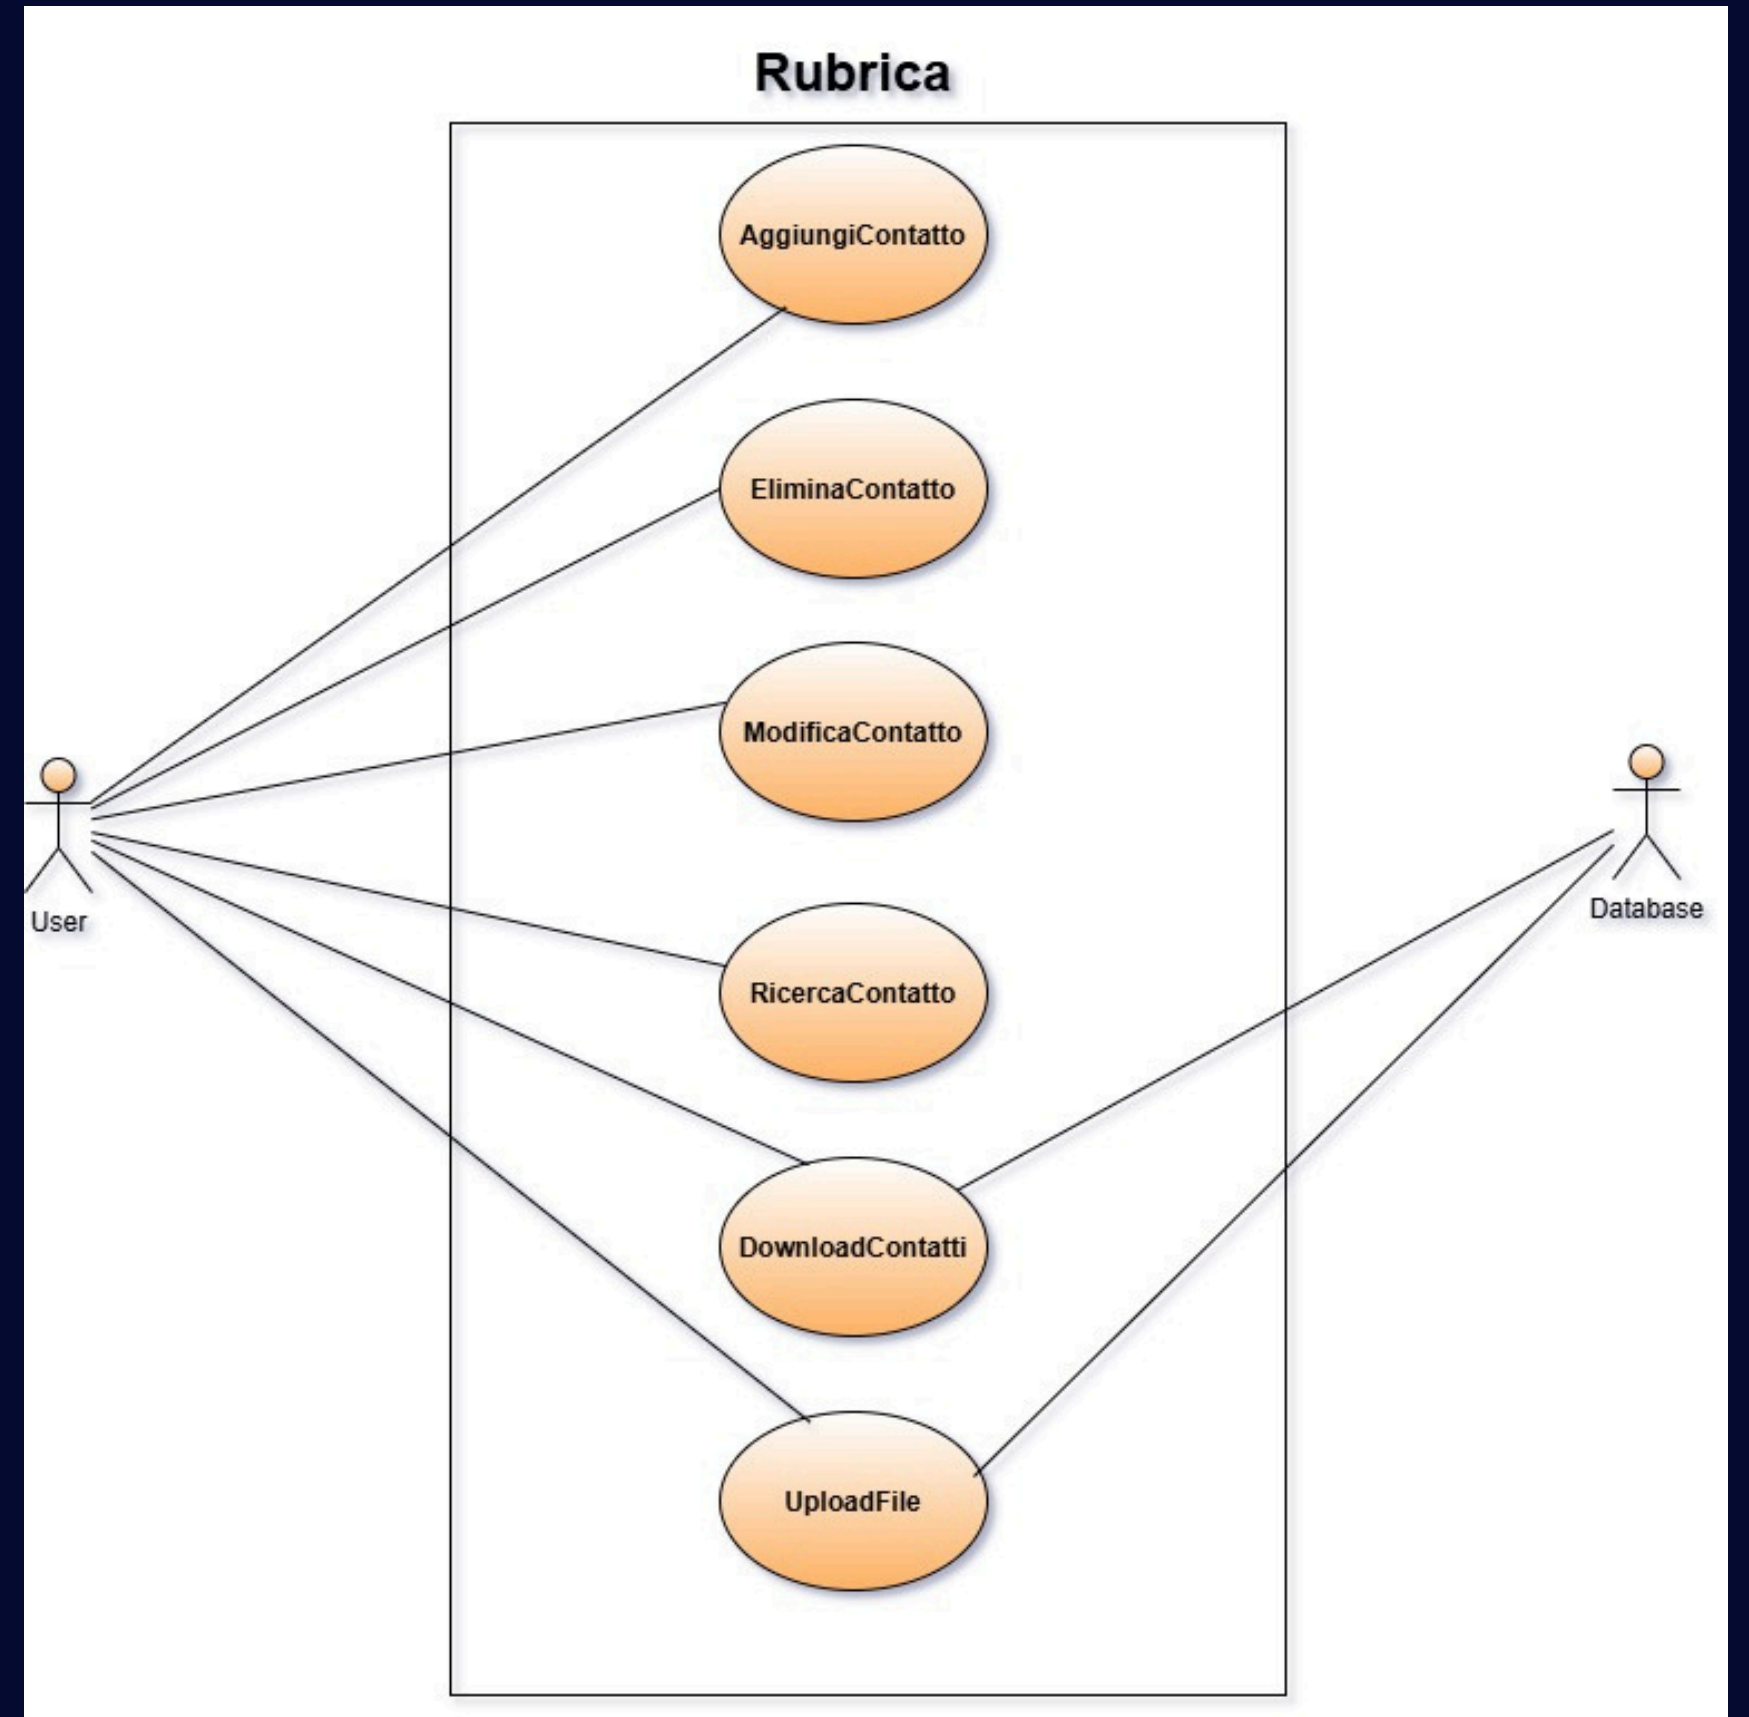 Rubrica
AggiungiContatto
EliminaContatto
ModificaContatto
User
Database
RicercaContatto
DownloadContatti
UploadFile